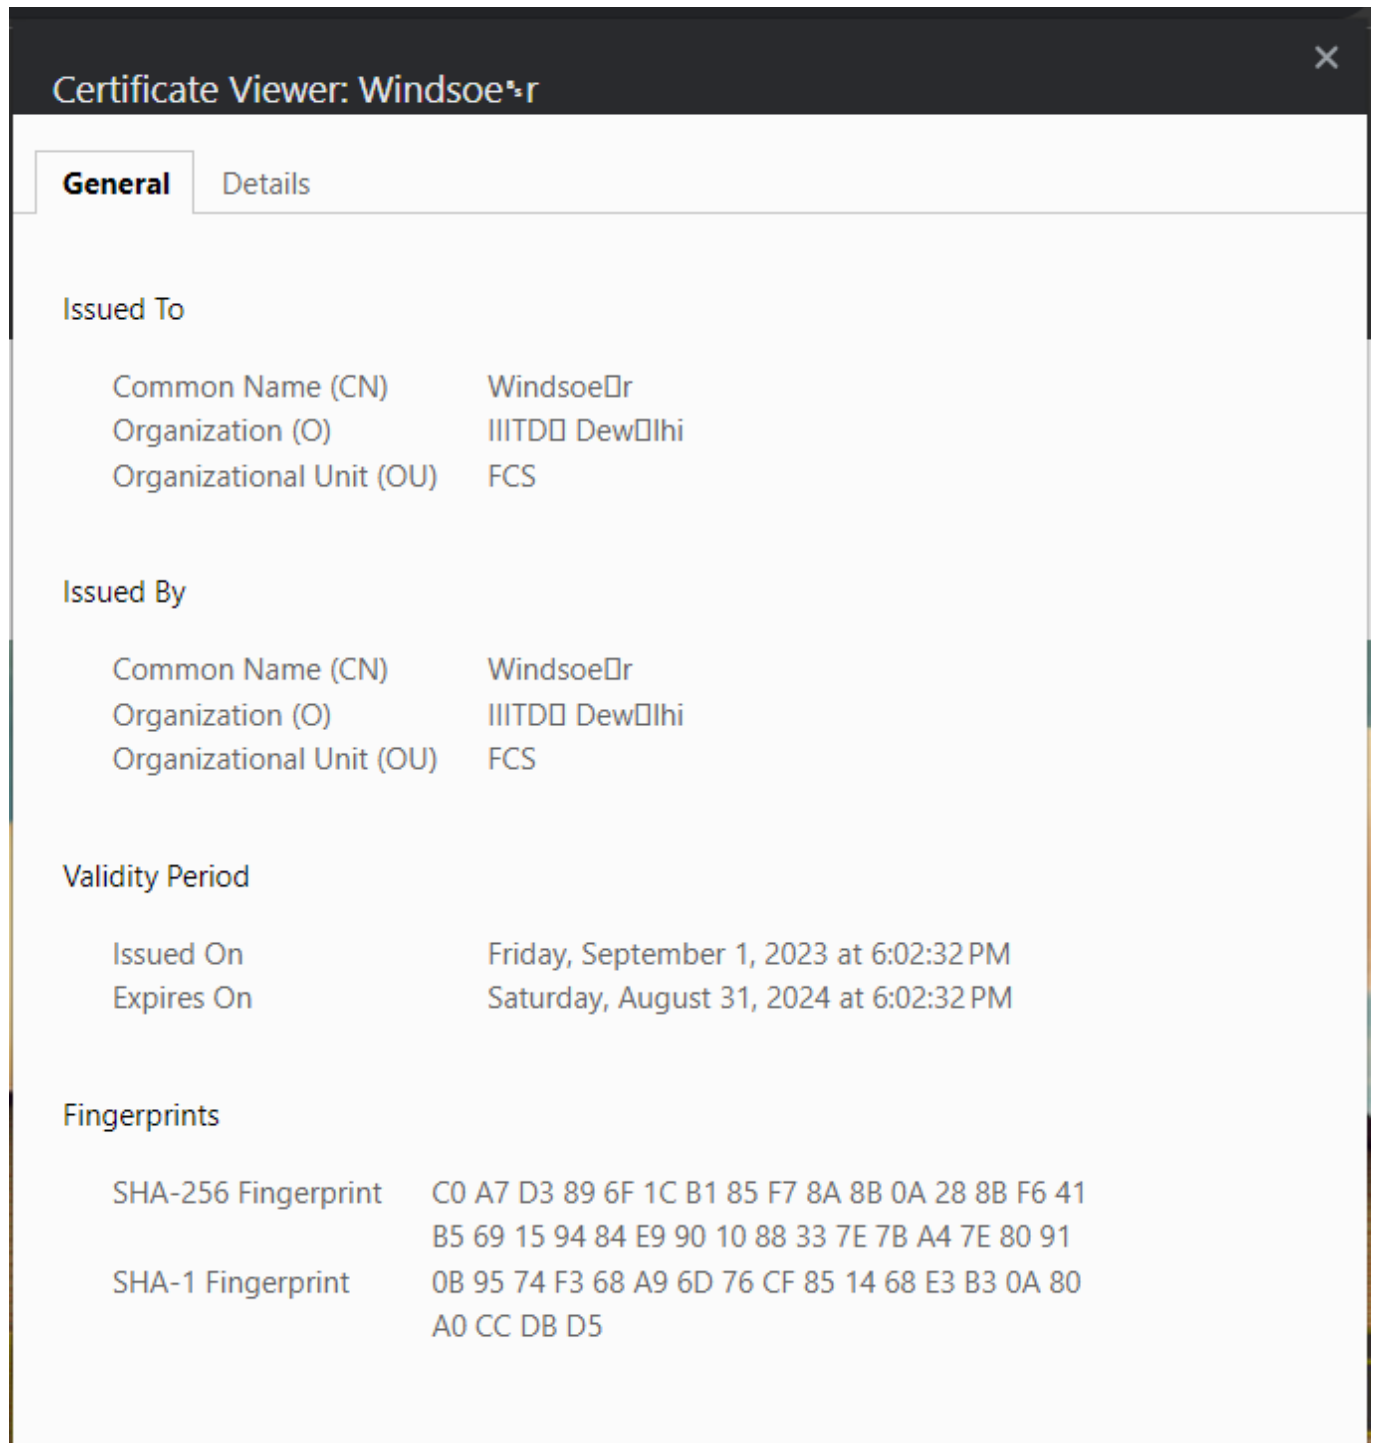 Certificate Viewer: Windsoe␈r
General Details
Issued To
Common Name (CN) Windsoe▯r
Organization (O) IIITD▯ Dew▯lhi
Organizational Unit (OU) FCS
Issued By
Common Name (CN) Windsoe▯r
Organization (O) IIITD▯ Dew▯lhi
Organizational Unit (OU) FCS
Validity Period
Issued On Friday, September 1, 2023 at 6:02:32 PM
Expires On Saturday, August 31, 2024 at 6:02:32 PM
Fingerprints
SHA-256 Fingerprint C0 A7 D3 89 6F 1C B1 85 F7 8A 8B 0A 28 8B F6 41
B5 69 15 94 84 E9 90 10 88 33 7E 7B A4 7E 80 91
SHA-1 Fingerprint 0B 95 74 F3 68 A9 6D 76 CF 85 14 68 E3 B3 0A 80
A0 CC DB D5